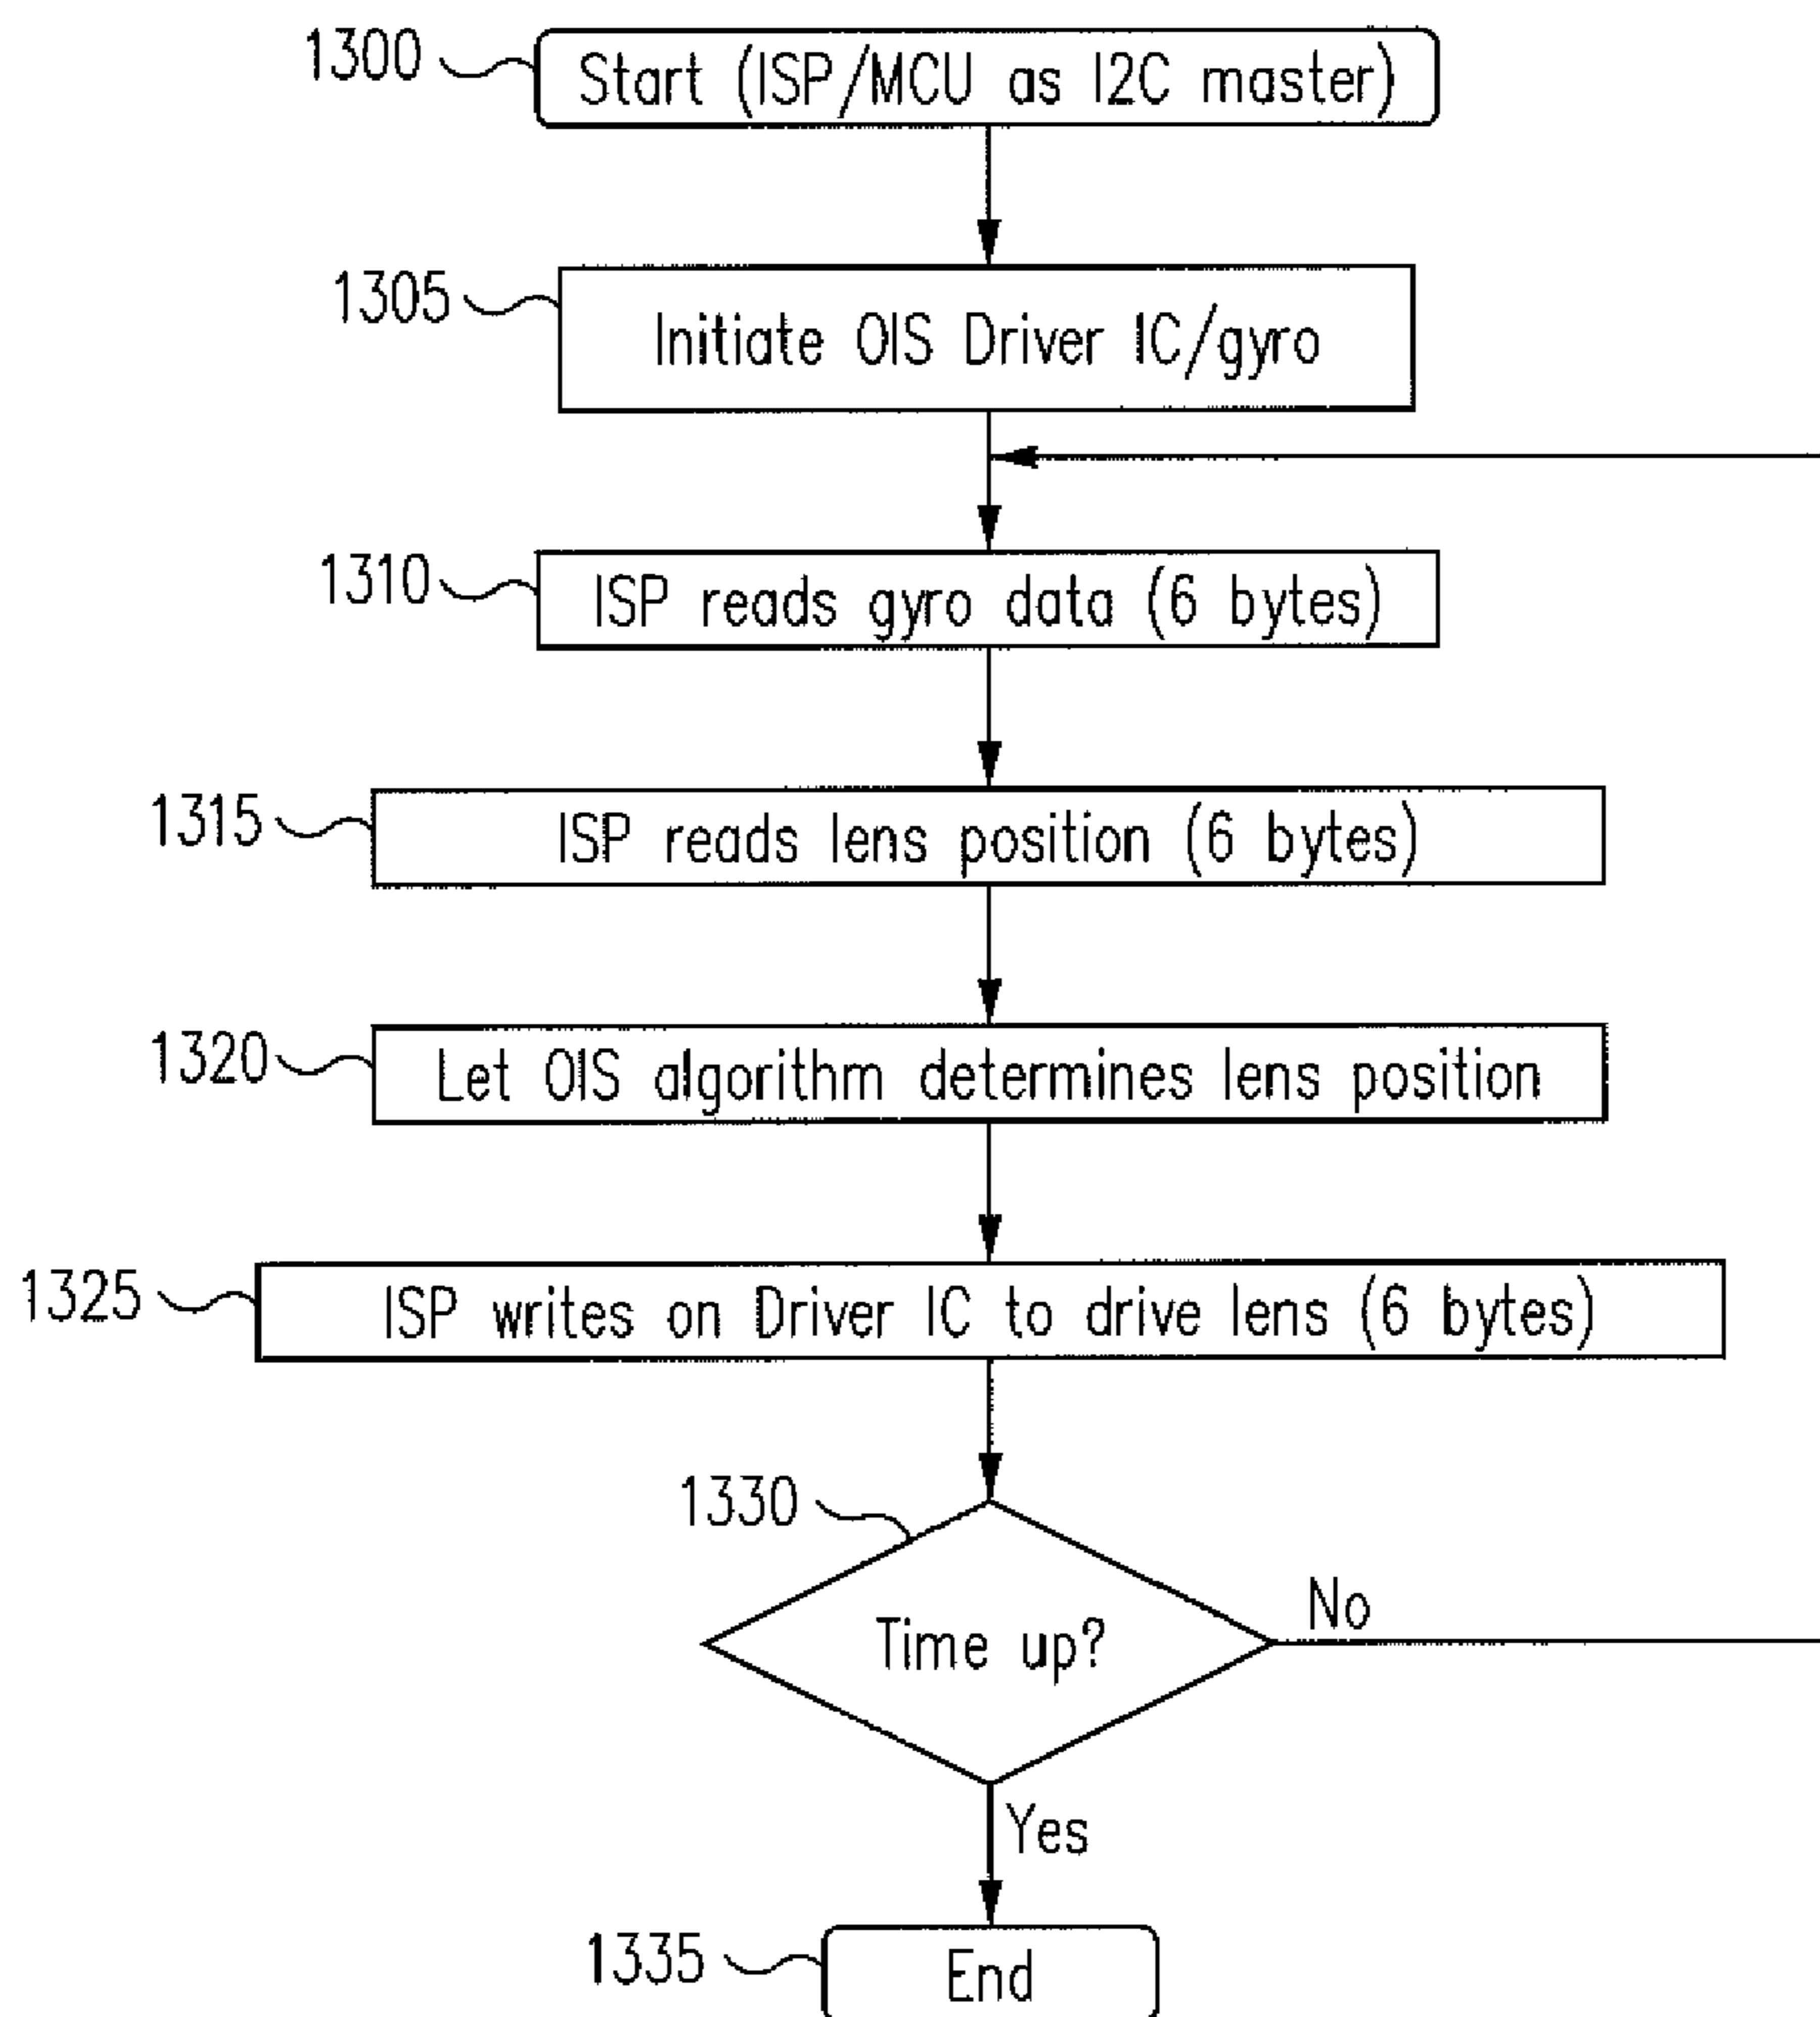 1300 Start (ISP/MCU as I2C master)
1305 Initiate OIS Driver IC/gyro
1310 ISP reads gyro data (6 bytes)
1315 ISP reads lens position (6 bytes)
1320 Let OIS algorithm determines lens position
1325 ISP writes on Driver IC to drive lens (6 bytes)
1330
Time up?
No
Yes
1335 End